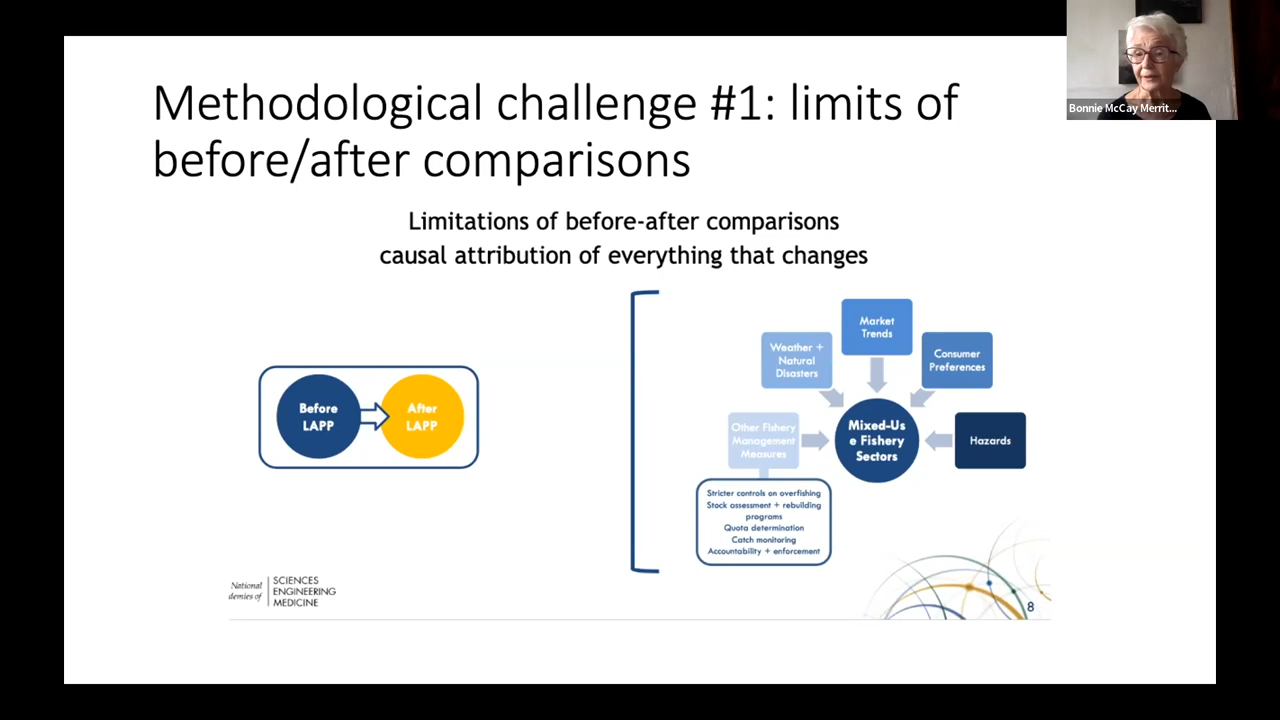 Methodological challenge #1: limits of
before/after comparisons
Limitations of before-after comparisons
causal attribution of everything that changes
Before
LAPP
After
LAPP
Market
Trends
Weather +
Natural
Disasters
Consumer
Preferences
Other Fishery
Management
Measures
Mixed-Us
e Fishery
Sectors
Hazards
Stricter controls on overfishing
Stock assessment + rebuilding
programs
Quota determination
Catch monitoring
Accountability + enforcement
National
demies of
SCIENCES
ENGINEERING
MEDICINE
8
Bonnie McCay Merrit...